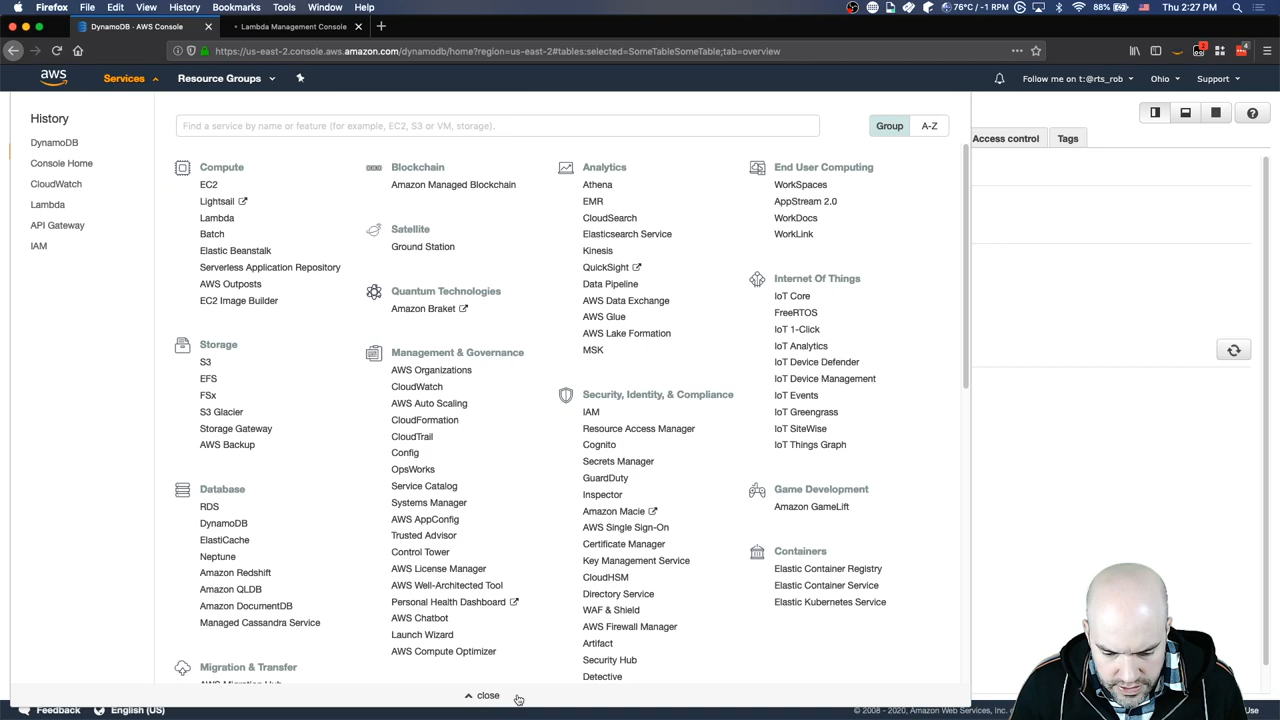 Firefox File Edit View History Bookmarks Tools Window Help
76%
DynamoDB - AWS Console
Lambda Management Console
https://us-east-2.console.aws.amazon.com/dynamodb/home?region=us-east-2#tables:selected=SomeTableSomeTable;tab=overview
aws
Services
Resource Groups
Follow me on t:@rts_rob
Ohio
Support
History
DynamoDB
Console Home
CloudWatch
Lambda
API Gateway
IAM
Find a service by name or feature (for example, EC2, S3 or VM, storage).
Group
A-Z
Access control
Tags
Compute
EC2
Lightsail
Lambda
Batch
Elastic Beanstalk
Serverless Application Repository
AWS Outposts
EC2 Image Builder
Storage
S3
EFS
FSx
S3 Glacier
Storage Gateway
AWS Backup
Database
RDS
DynamoDB
ElastiCache
Neptune
Amazon Redshift
Amazon QLDB
Amazon DocumentDB
Managed Cassandra Service
Migration & Transfer
AWS Migration Hub
Blockchain
Amazon Managed Blockchain
Satellite
Ground Station
Quantum Technologies
Amazon Braket
Management & Governance
AWS Organizations
CloudWatch
AWS Auto Scaling
CloudFormation
CloudTrail
Config
OpsWorks
Service Catalog
Systems Manager
AWS AppConfig
Trusted Advisor
Control Tower
AWS License Manager
AWS Well-Architected Tool
Personal Health Dashboard
AWS Chatbot
Launch Wizard
AWS Compute Optimizer
Analytics
Athena
EMR
CloudSearch
Elasticsearch Service
Kinesis
QuickSight
Data Pipeline
AWS Data Exchange
AWS Glue
AWS Lake Formation
MSK
Security, Identity, & Compliance
IAM
Resource Access Manager
Cognito
Secrets Manager
GuardDuty
Inspector
Amazon Macie
AWS Single Sign-On
Certificate Manager
Key Management Service
CloudHSM
Directory Service
WAF & Shield
AWS Firewall Manager
Artifact
Security Hub
Detective
End User Computing
WorkSpaces
AppStream 2.0
WorkDocs
WorkLink
Internet Of Things
IoT Core
FreeRTOS
IoT 1-Click
IoT Analytics
IoT Device Defender
IoT Device Management
IoT Events
IoT Greengrass
IoT SiteWise
IoT Things Graph
Game Development
Amazon GameLift
Containers
Elastic Container Registry
Elastic Container Service
Elastic Kubernetes Service
close
Feedback
English (US)
© 2008 - 2020, Amazon Web Services, Inc.
Use